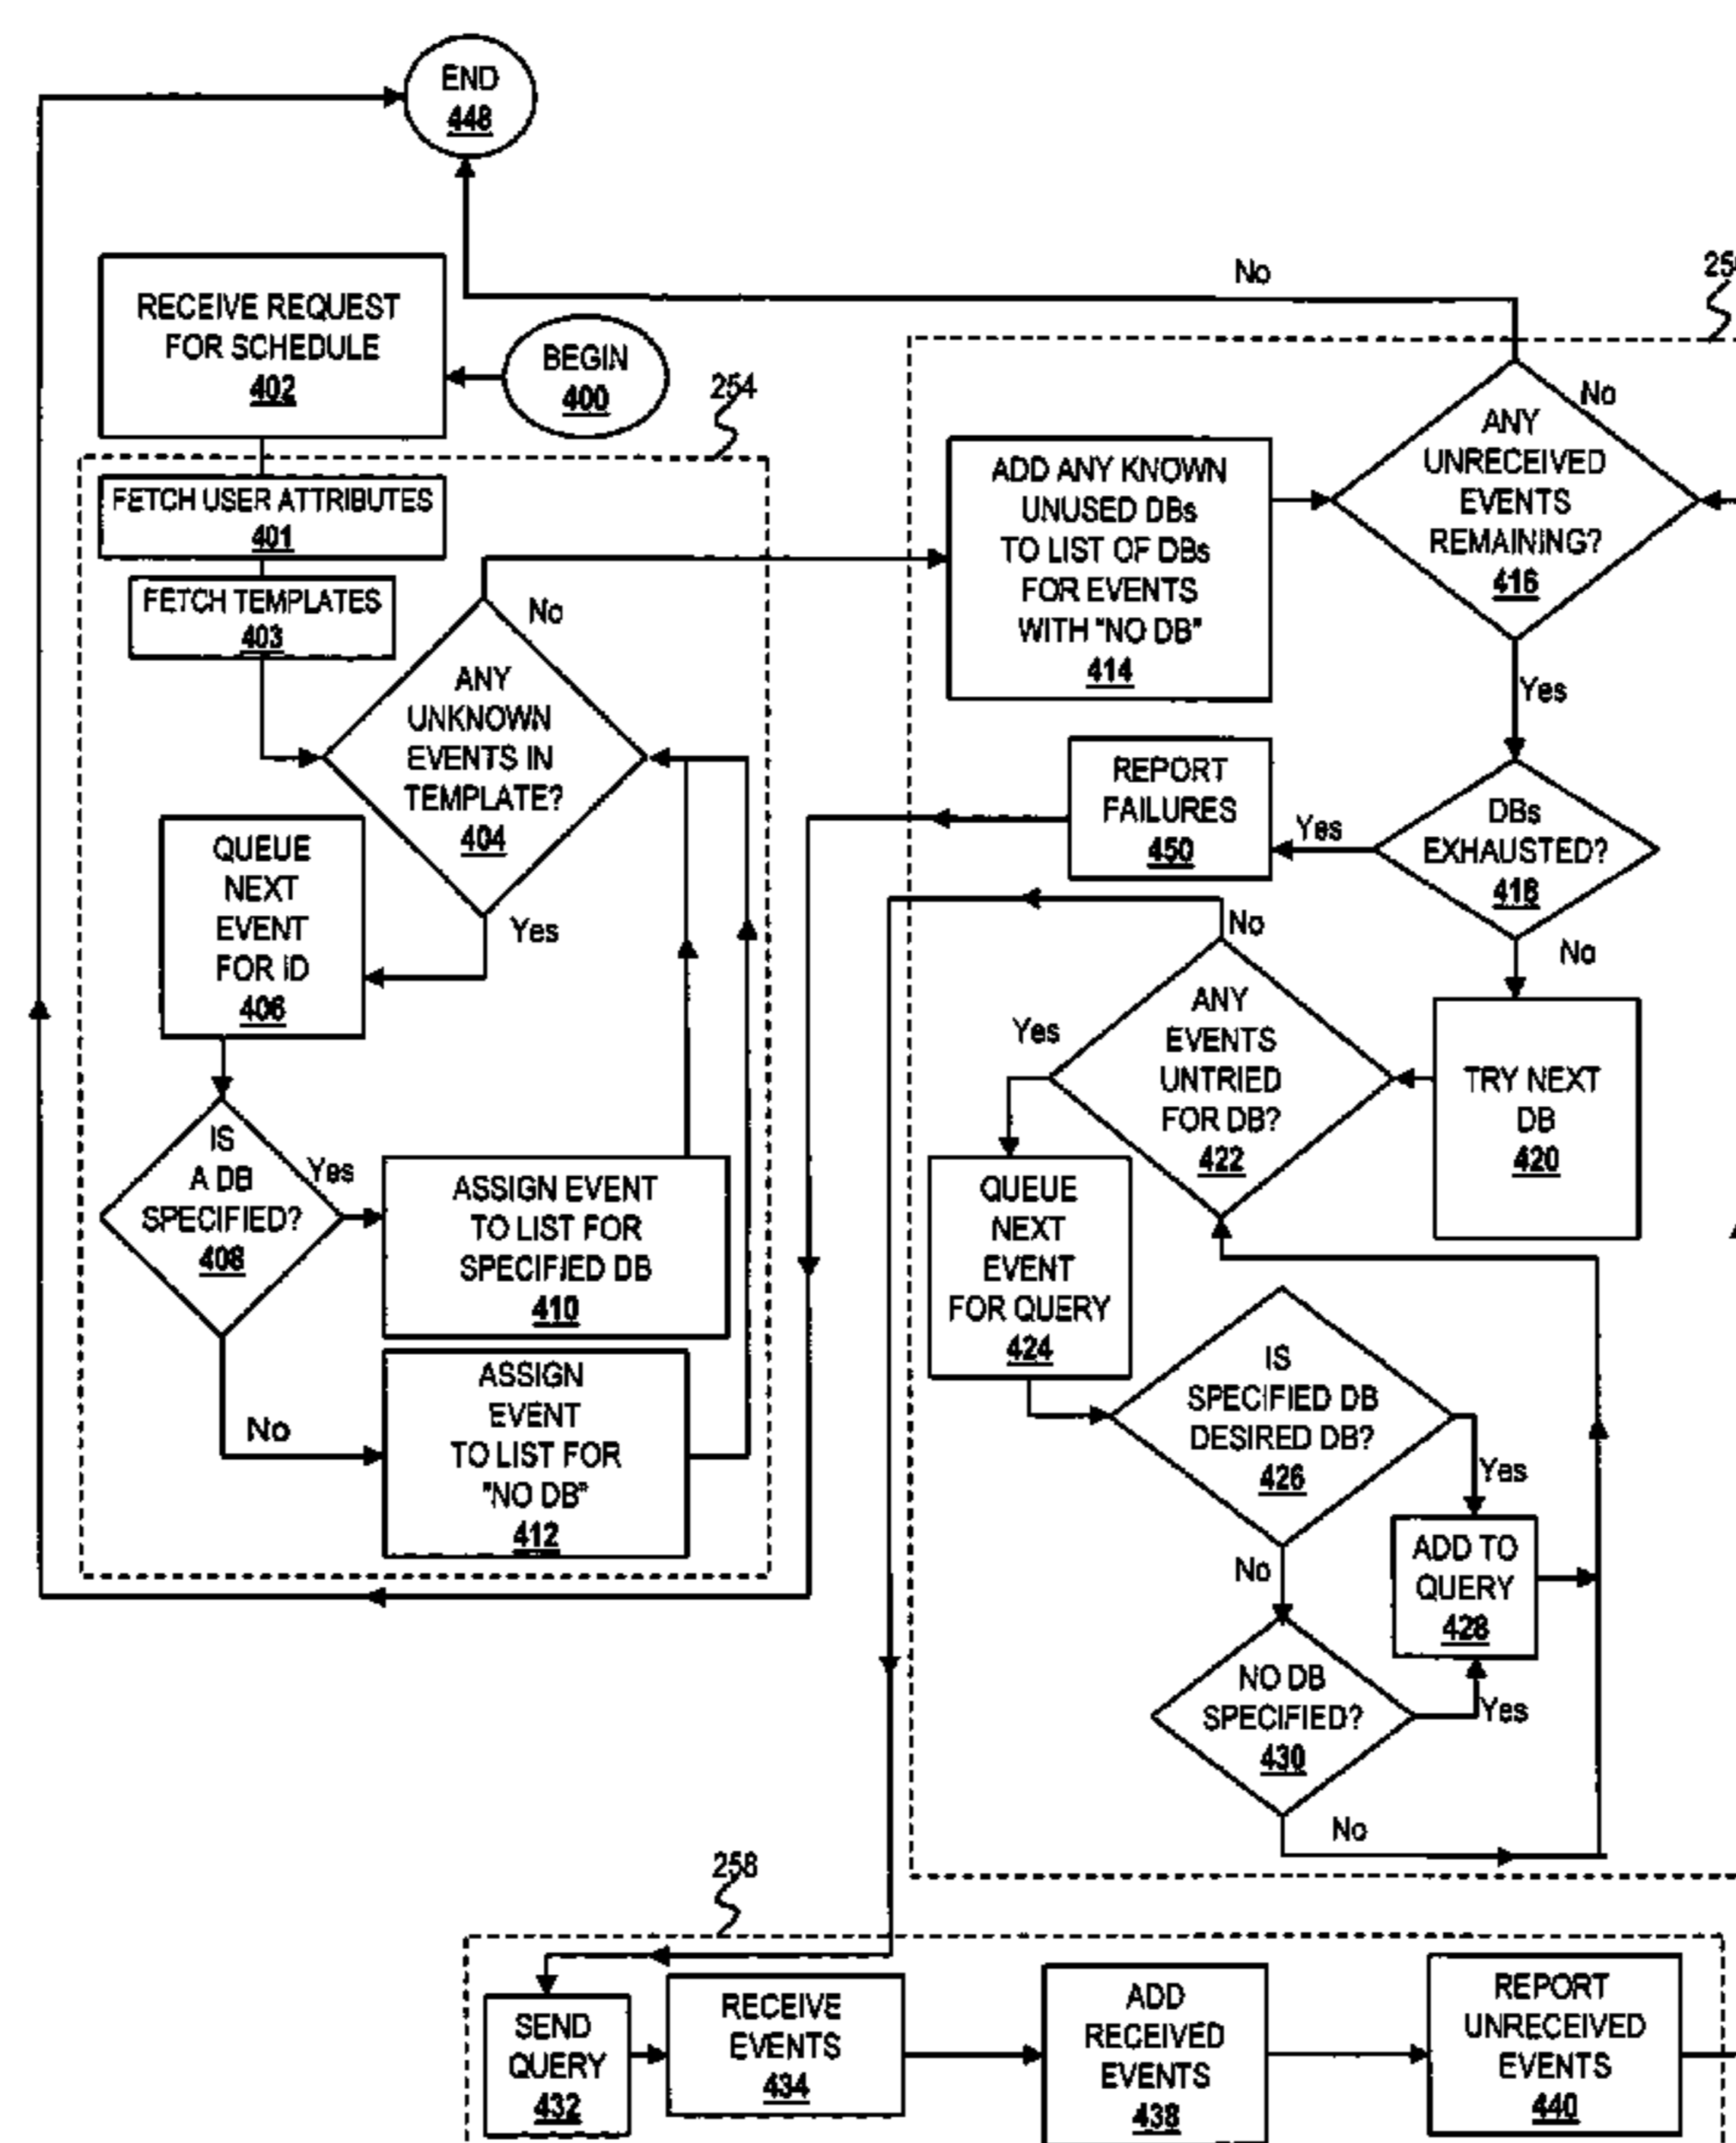 END
448
No
RECEIVE REQUEST
FOR SCHEDULE
402
BEGIN
400
254
FETCH USER ATTRIBUTES
401
FETCH TEMPLATES
403
No
ANY
UNKNOWN
EVENTS IN
TEMPLATE?
404
Yes
QUEUE
NEXT
EVENT
FOR ID
406
IS
A DB
SPECIFIED?
408
Yes
ASSIGN EVENT
TO LIST FOR
SPECIFIED DB
410
No
ASSIGN
EVENT
TO LIST FOR
"NO DB"
412
ADD ANY KNOWN
UNUSED DBs
TO LIST OF DBs
FOR EVENTS
WITH "NO DB"
414
No
ANY
UNRECEIVED
EVENTS
REMAINING?
416
Yes
REPORT
FAILURES
450
Yes
DBs
EXHAUSTED?
418
No
TRY NEXT
DB
420
No
ANY
EVENTS
UNTRIED
FOR DB?
422
Yes
QUEUE
NEXT
EVENT
FOR QUERY
424
IS
SPECIFIED DB
DESIRED DB?
426
Yes
No
ADD TO
QUERY
428
NO DB
SPECIFIED?
430
Yes
No
258
SEND
QUERY
432
RECEIVE
EVENTS
434
ADD
RECEIVED
EVENTS
438
REPORT
UNRECEIVED
EVENTS
440